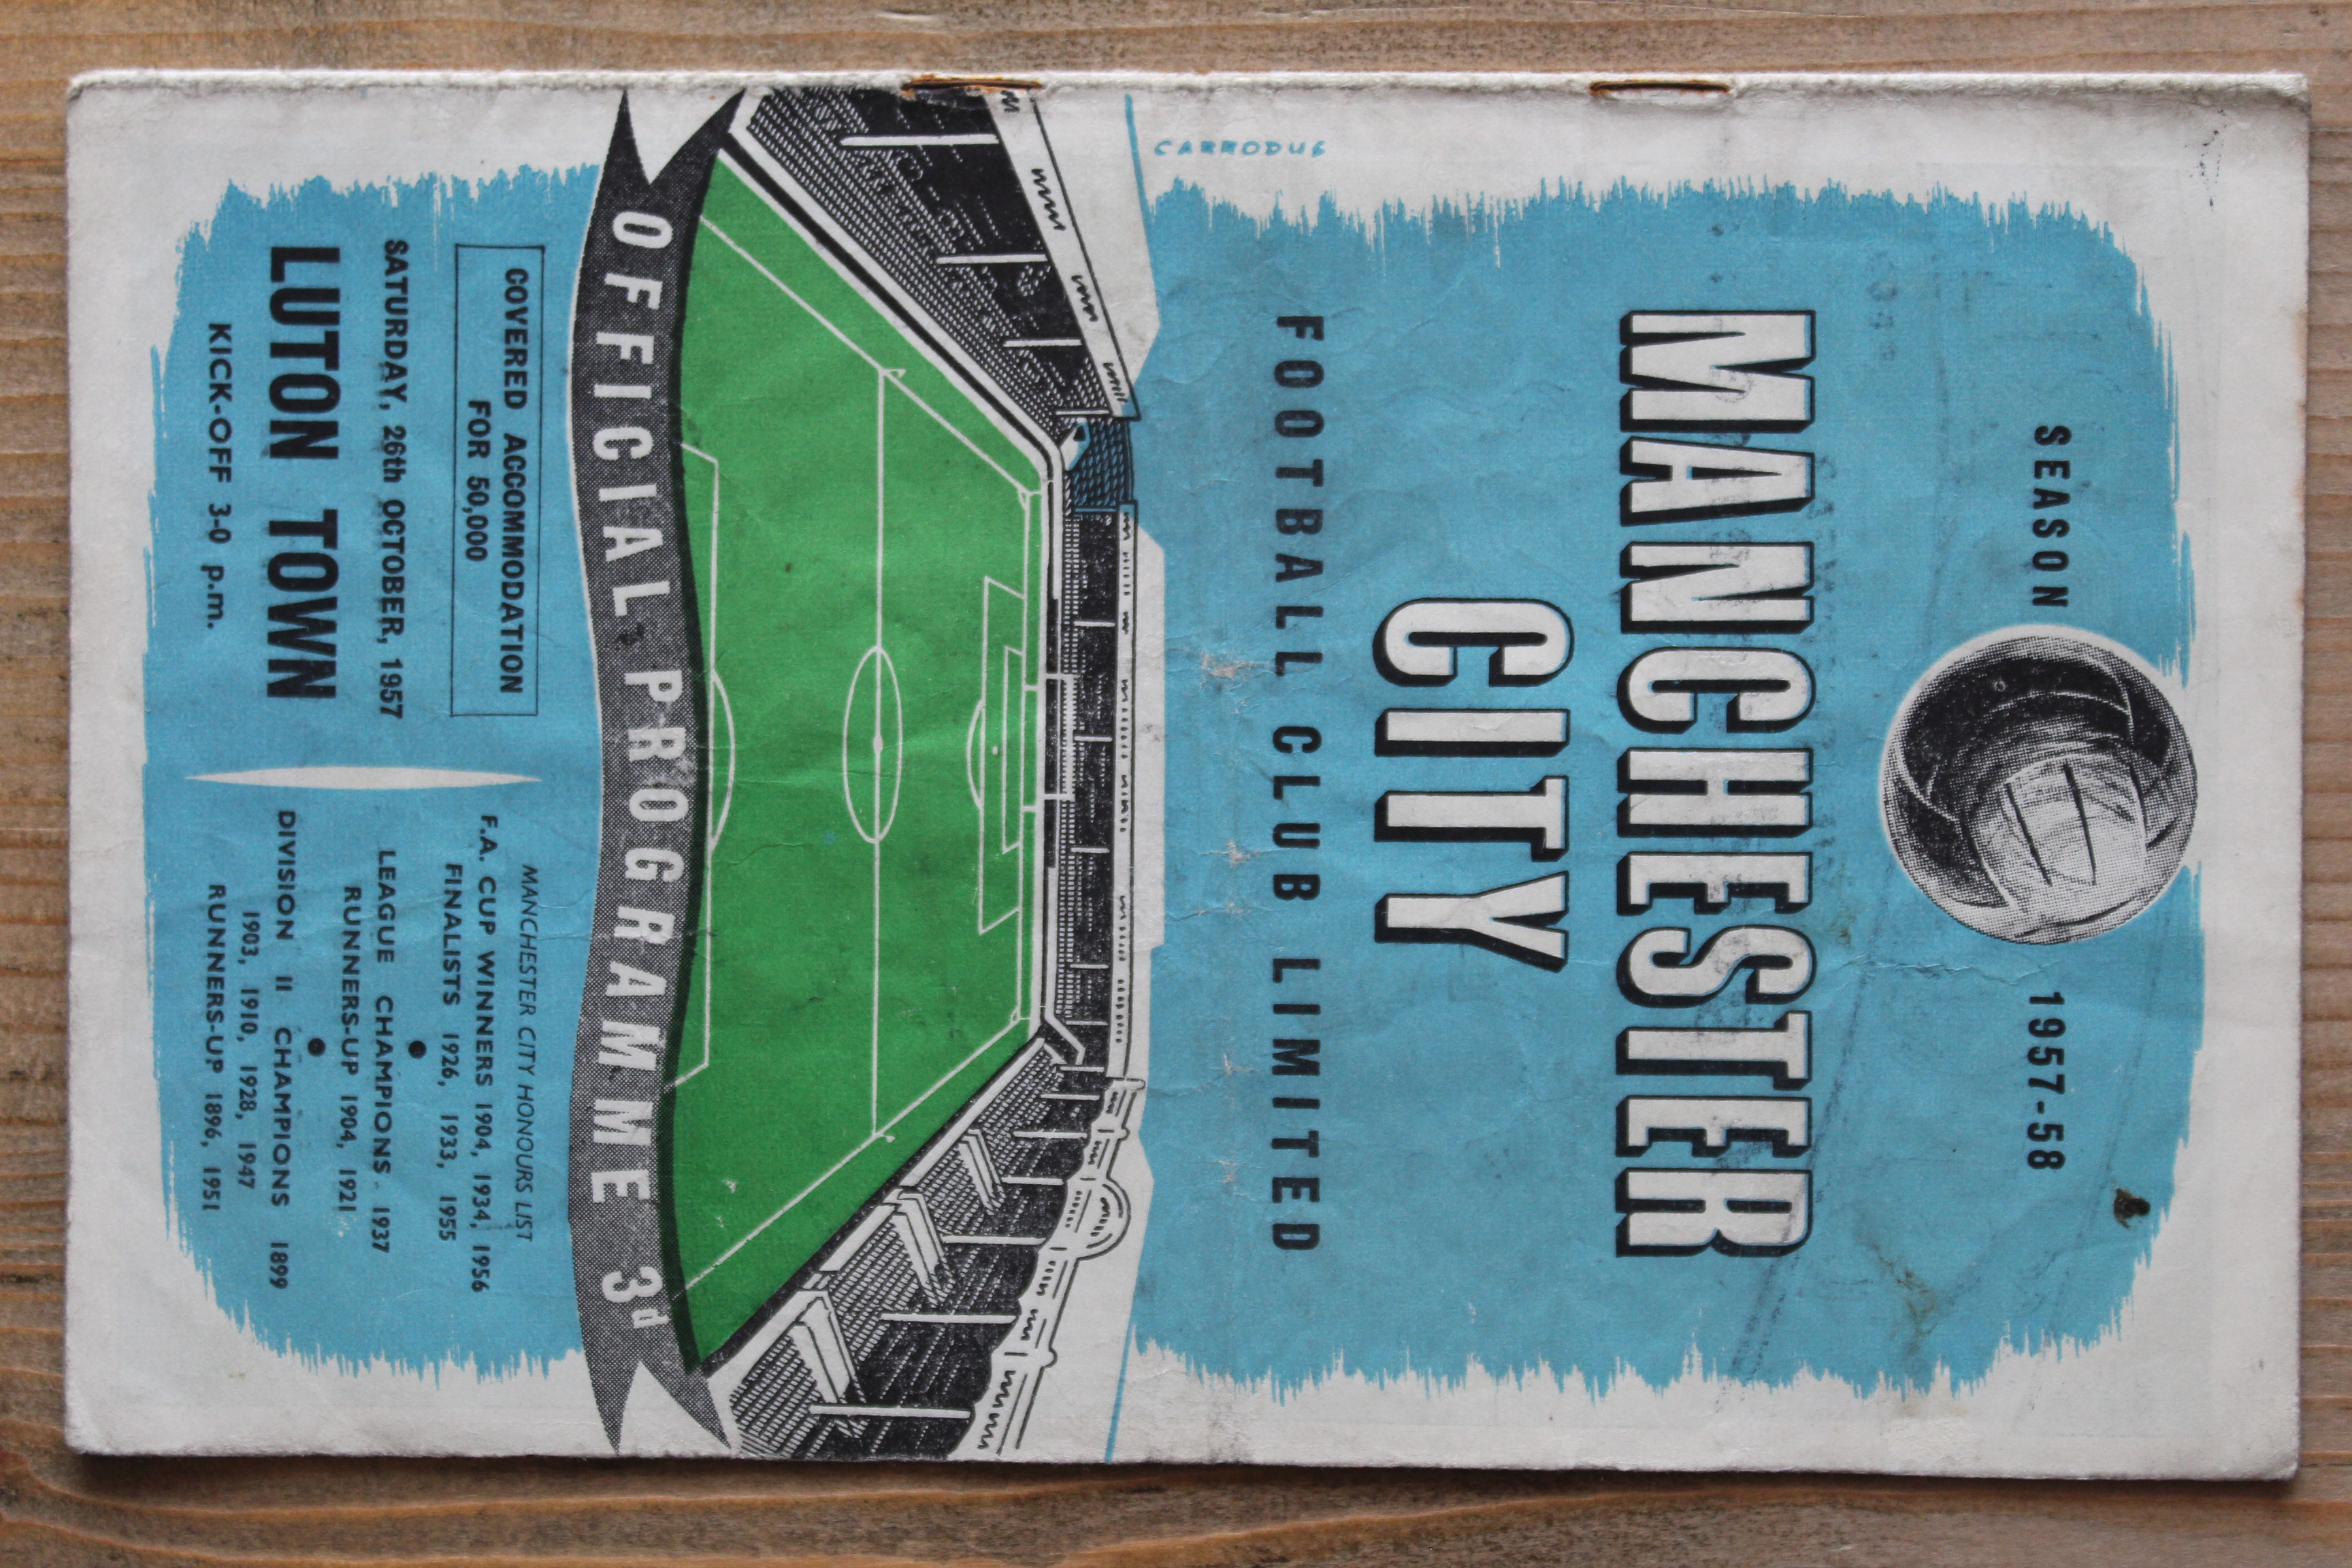 SEASON 1957-58
MANCHESTER
CITY
FOOTBALL CLUB LIMITED
CARRODUS
OFFICIAL PROGRAMME 3d
COVERED ACCOMMODATION
FOR 50,000
SATURDAY, 26th OCTOBER, 1957
LUTON TOWN
KICK-OFF 3-0 p.m.
MANCHESTER CITY HONOURS LIST
F.A. CUP WINNERS 1904, 1934, 1956
FINALISTS 1926, 1933, 1955
LEAGUE CHAMPIONS 1937
RUNNERS-UP 1904, 1921
DIVISION II CHAMPIONS 1899
1903, 1910, 1928, 1947
RUNNERS-UP 1896, 1951